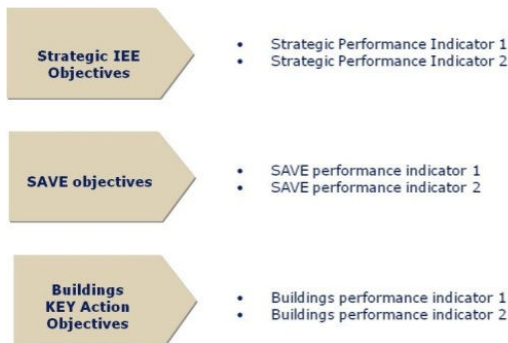 Strategic IEE
Objectives
• Strategic Performance Indicator 1
• Strategic Performance Indicator 2
SAVE objectives
• SAVE performance indicator 1
• SAVE performance indicator 2
Buildings
KEY Action
Objectives
• Buildings performance indicator 1
• Buildings performance indicator 2